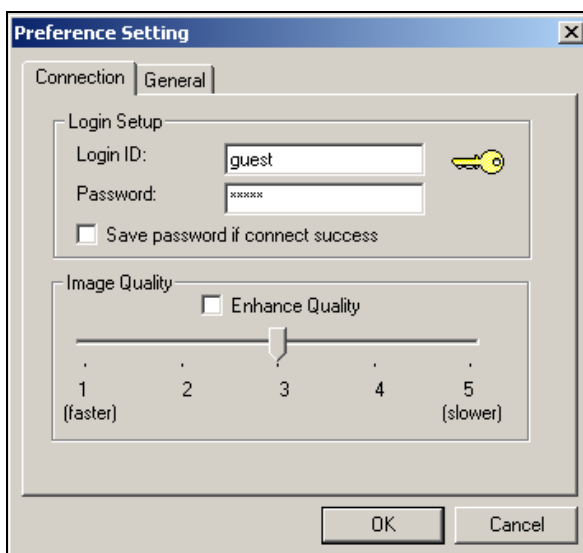 Preference Setting
Connection General
Login Setup
Login ID: guest
Password: *****
Save password if connect success
Image Quality
Enhance Quality
1 2 3 4 5
(faster) (slower)
OK Cancel